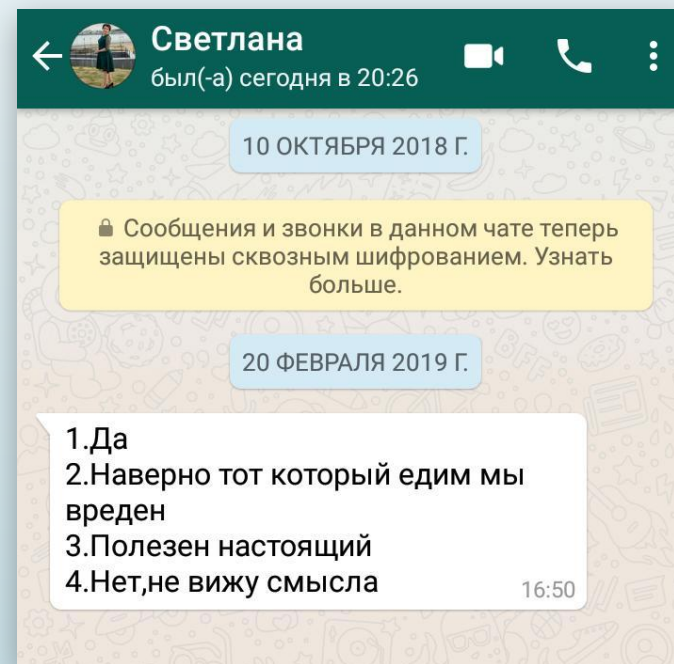 Светлана
был(-а) сегодня в 20:26
10 ОКТЯБРЯ 2018 Г.
Сообщения и звонки в данном чате теперь
защищены сквозным шифрованием. Узнать
больше.
20 ФЕВРАЛЯ 2019 Г.
1.Да
2.Наверно тот который едим мы
вреден
3.Полезен настоящий
4.Нет,не вижу смысла
16:50